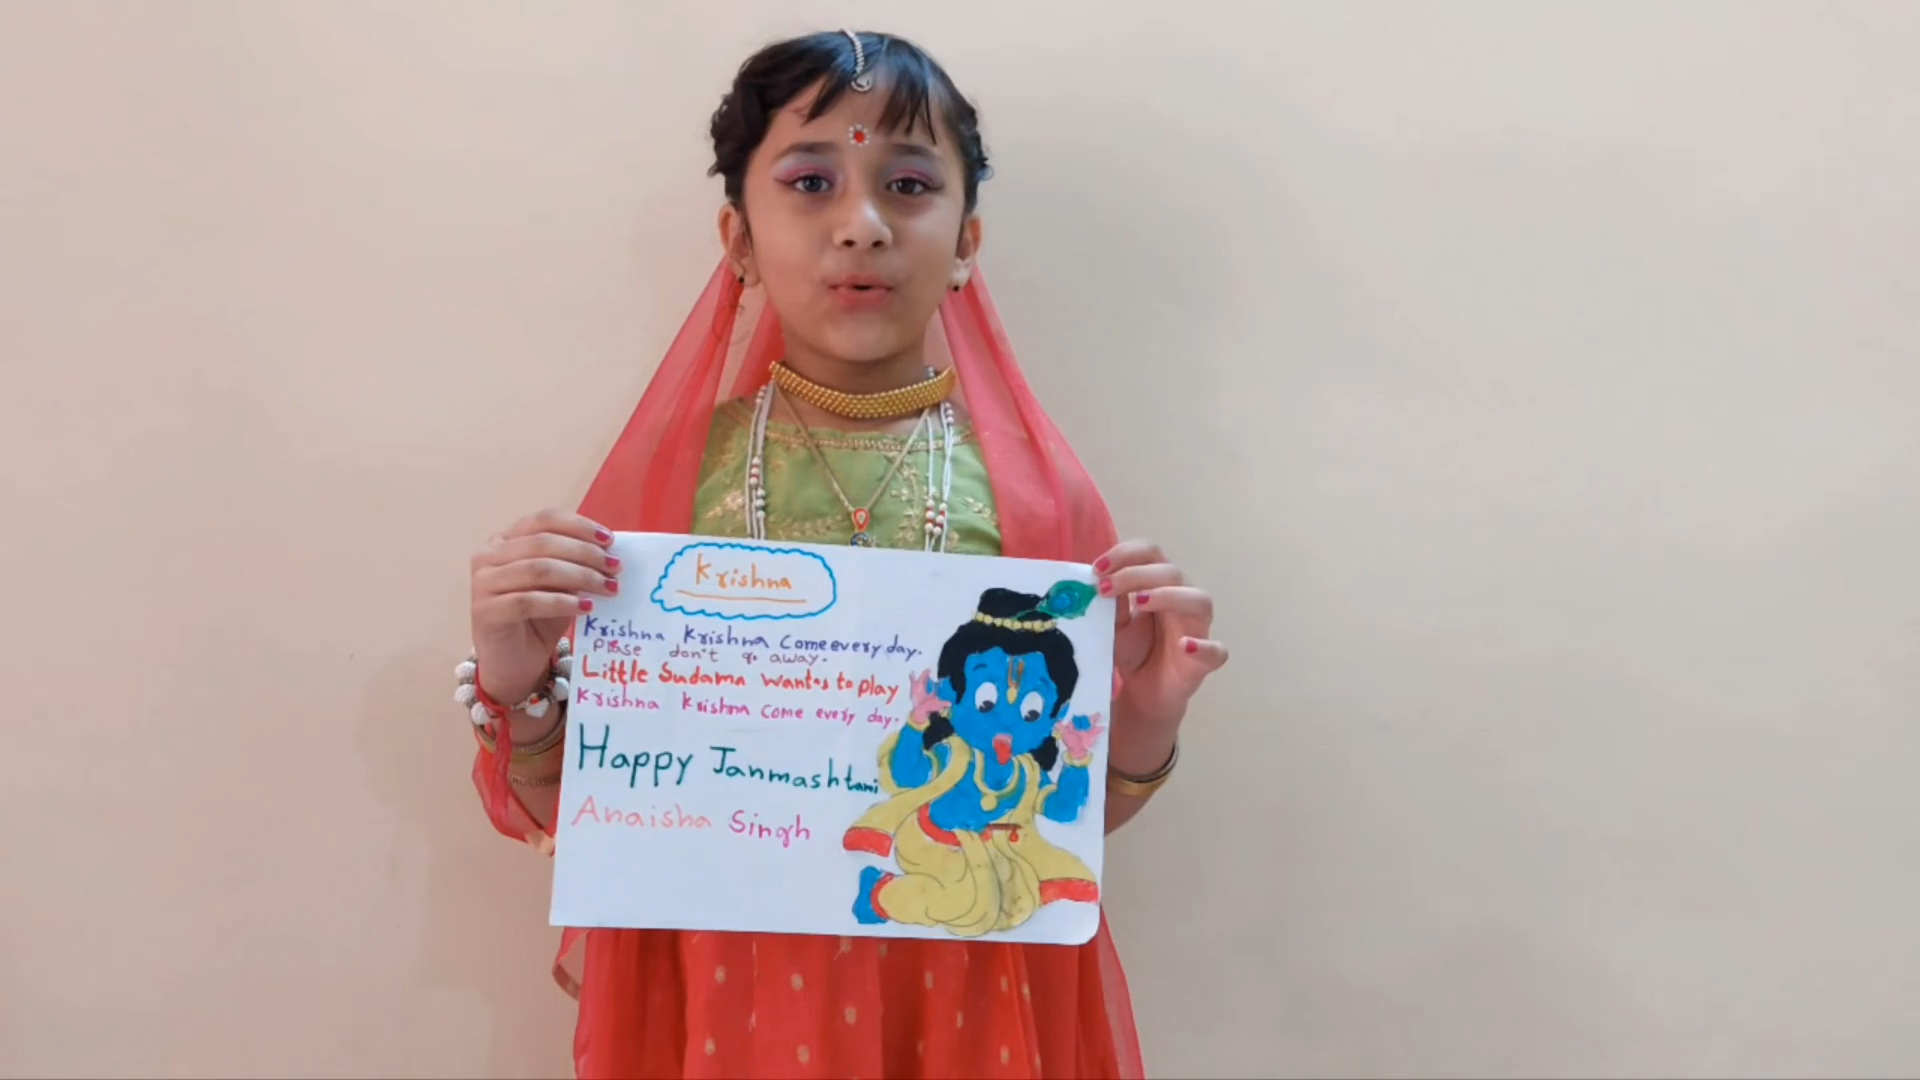 Krishna
Krishna Krishna Come every day.
Please don't go away.
Little Sudama wants to play
Krishna Krishna come every day.
Happy Janmashtami
Anaisha Singh